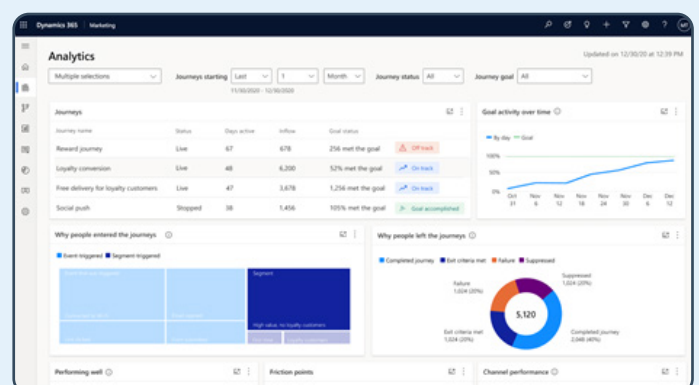 Dynamics 365 Marketing ?
Analytics
Updated on 12/30/20 at 12:39 PM
Multiple selections Journeys starting Last 1 Month Journey status All Journey goal All
11/30/2020 - 12/30/2020
Journeys
Journey name Status Days active Inflow Goal status
Reward journey Live 67 678 256 met the goal Off track
Loyalty conversion Live 48 6,200 52% met the goal On track
Free delivery for loyalty customers Live 47 3,678 1,256 met the goal On track
Social push Stopped 38 1,456 105% met the goal Goal accomplished
Goal activity over time
By day Goal
100%
50%
0%
Oct 31 Nov 6 Nov 12 Nov 18 Nov 24 Nov 30 Dec 6 Dec 12
Why people entered the journeys
Event triggered Segment triggered
Segment
High value, no loyalty customers
Loyalty customers
Why people left the journeys
Completed journey Exit criteria met Failure Suppressed
Failure
1,024 (20%)
Suppressed
1,024 (20%)
5,120
Exit criteria met
1,024 (20%)
Completed journey
2,048 (40%)
Performing well
Friction points
Channel performance